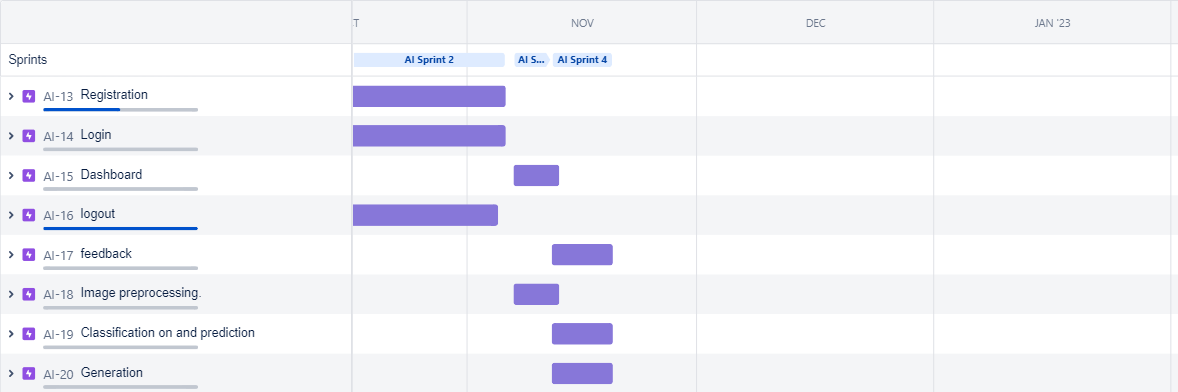 T NOV DEC JAN '23
Sprints AI Sprint 2 AI S... AI Sprint 4
AI-13 Registration
AI-14 Login
AI-15 Dashboard
AI-16 logout
AI-17 feedback
AI-18 Image preprocessing.
AI-19 Classification on and prediction
AI-20 Generation